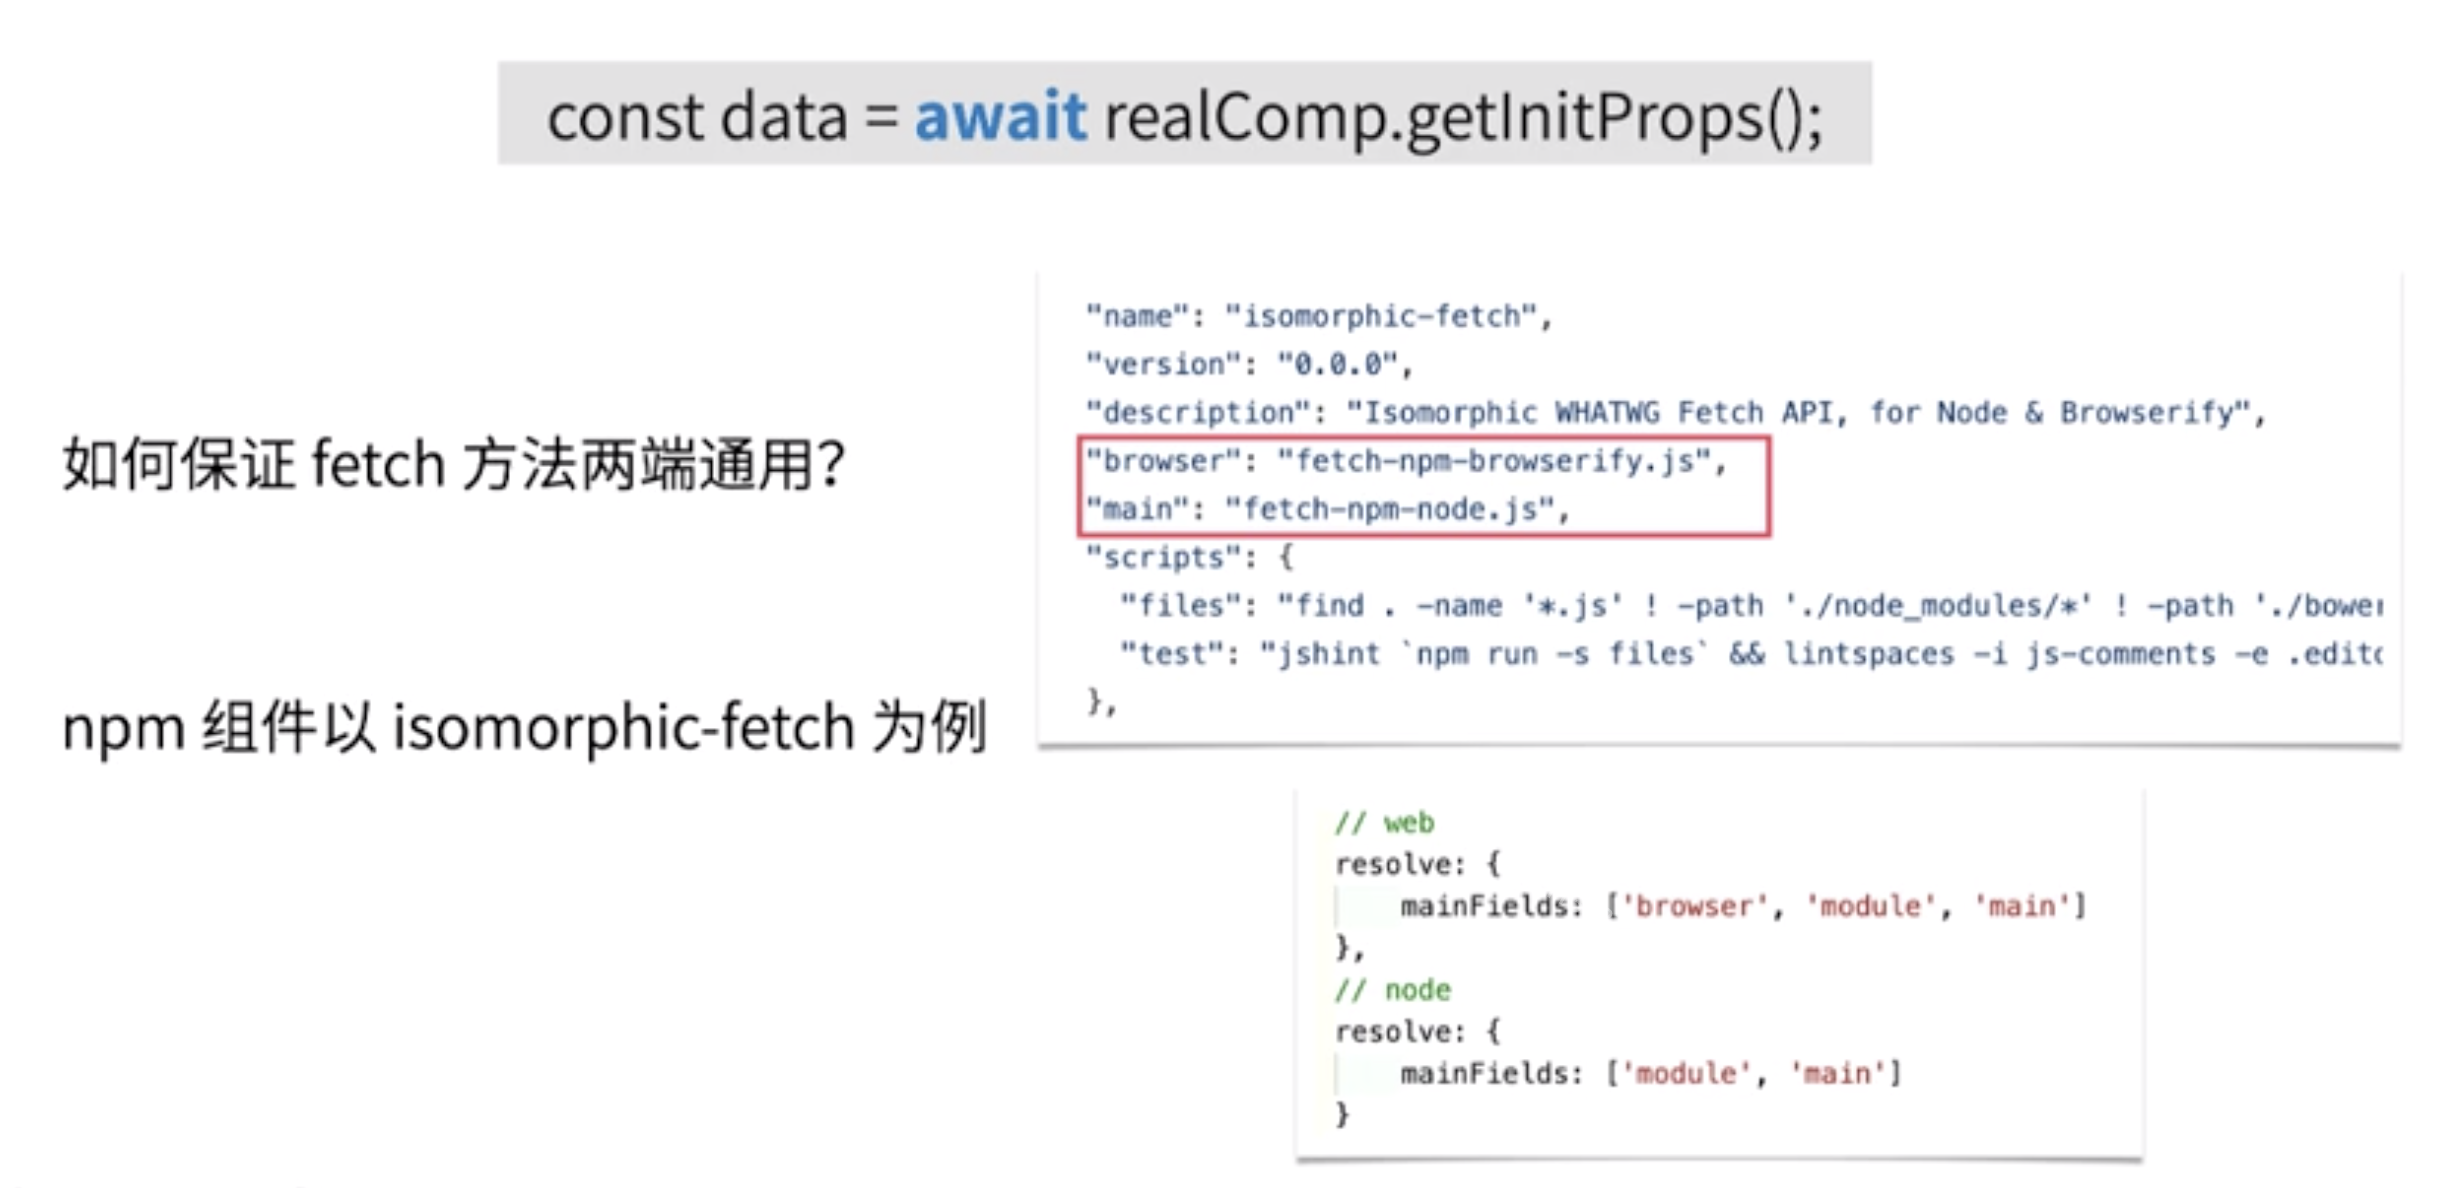 const data = await realComp.getInitProps();
如何保证 fetch 方法两端通用？
npm 组件以 isomorphic-fetch 为例
"name": "isomorphic-fetch",
"version": "0.0.0",
"description": "Isomorphic WHATWG Fetch API, for Node & Browserify",
"browser": "fetch-npm-browserify.js",
"main": "fetch-npm-node.js",
"scripts": {
"files": "find . -name '*.js' ! -path './node_modules/*' ! -path './bower
"test": "jshint `npm run -s files` && lintspaces -i js-comments -e .edito
},
// web
resolve: {
mainFields: ['browser', 'module', 'main']
},
// node
resolve: {
mainFields: ['module', 'main']
}